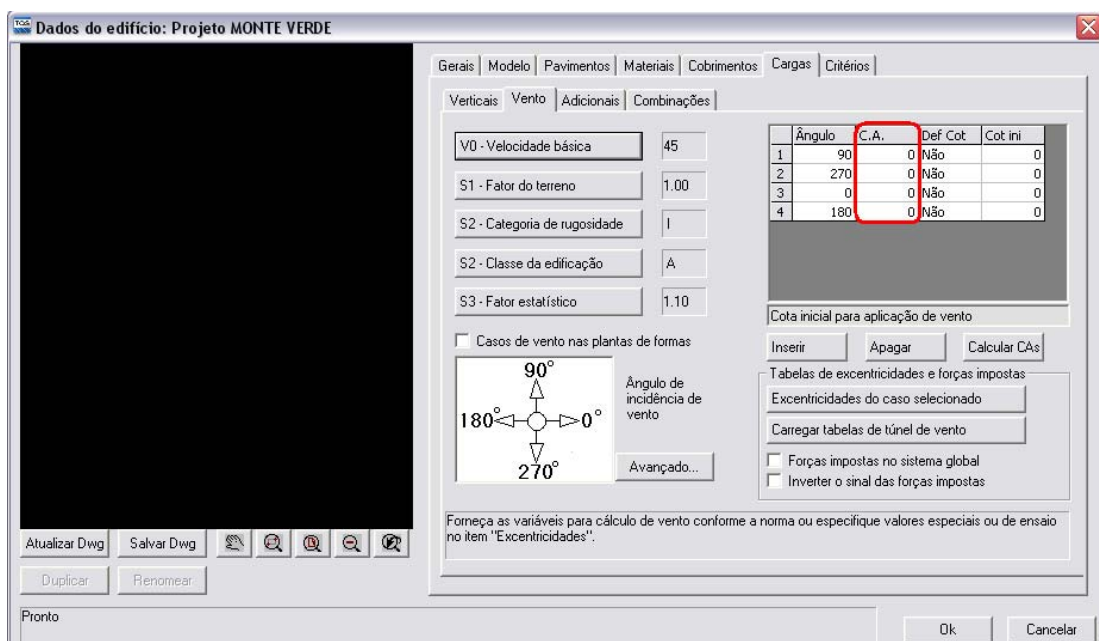 TQS Dados do edifício: Projeto MONTE VERDE
Gerais Modelo Pavimentos Materiais Cobrimentos Cargas Critérios
Verticais Vento Adicionais Combinações
V0 - Velocidade básica 45
S1 - Fator do terreno 1.00
S2 - Categoria de rugosidade I
S2 - Classe da edificação A
S3 - Fator estatístico 1.10
Casos de vento nas plantas de formas
90°
180° 0°
270°
Ângulo de
incidência de
vento
Avançado...
Ângulo C.A. Def Cot Cot ini
1 90 0 Não 0
2 270 0 Não 0
3 0 0 Não 0
4 180 0 Não 0
Cota inicial para aplicação de vento
Inserir Apagar Calcular CAs
Tabelas de excentricidades e forças impostas
Excentricidades do caso selecionado
Carregar tabelas de túnel de vento
Forças impostas no sistema global
Inverter o sinal das forças impostas
Forneça as variáveis para cálculo de vento conforme a norma ou especifique valores especiais ou de ensaio
no item "Excentricidades".
Atualizar Dwg Salvar Dwg
Duplicar Renomear
Pronto
Ok Cancelar